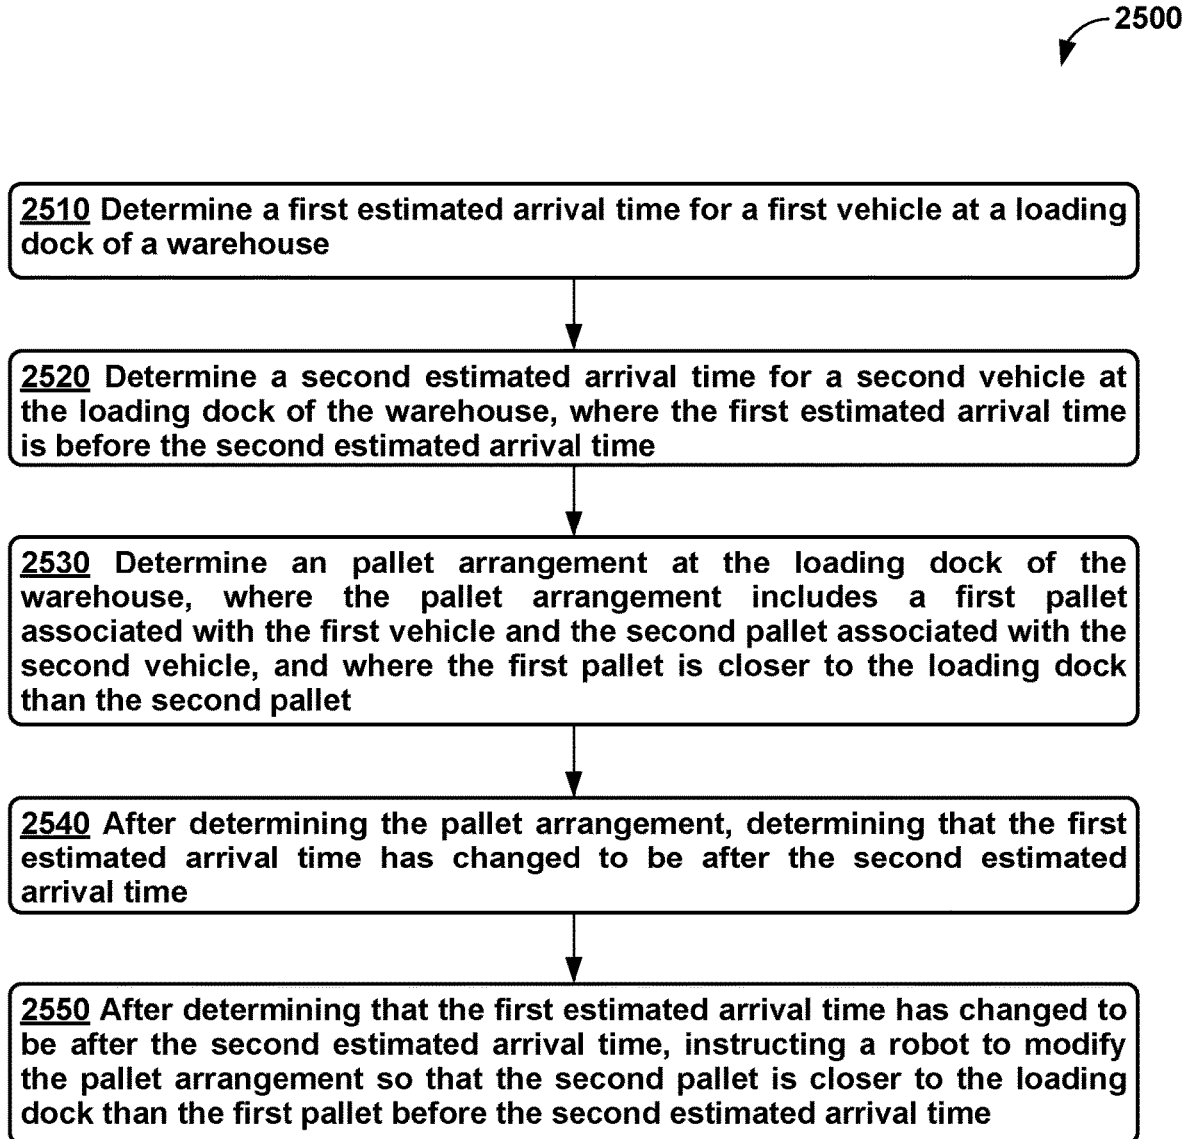 2500
2510 Determine a first estimated arrival time for a first vehicle at a loading
dock of a warehouse
2520 Determine a second estimated arrival time for a second vehicle at
the loading dock of the warehouse, where the first estimated arrival time
is before the second estimated arrival time
2530 Determine an pallet arrangement at the loading dock of the
warehouse, where the pallet arrangement includes a first pallet
associated with the first vehicle and the second pallet associated with the
second vehicle, and where the first pallet is closer to the loading dock
than the second pallet
2540 After determining the pallet arrangement, determining that the first
estimated arrival time has changed to be after the second estimated
arrival time
2550 After determining that the first estimated arrival time has changed to
be after the second estimated arrival time, instructing a robot to modify
the pallet arrangement so that the second pallet is closer to the loading
dock than the first pallet before the second estimated arrival time